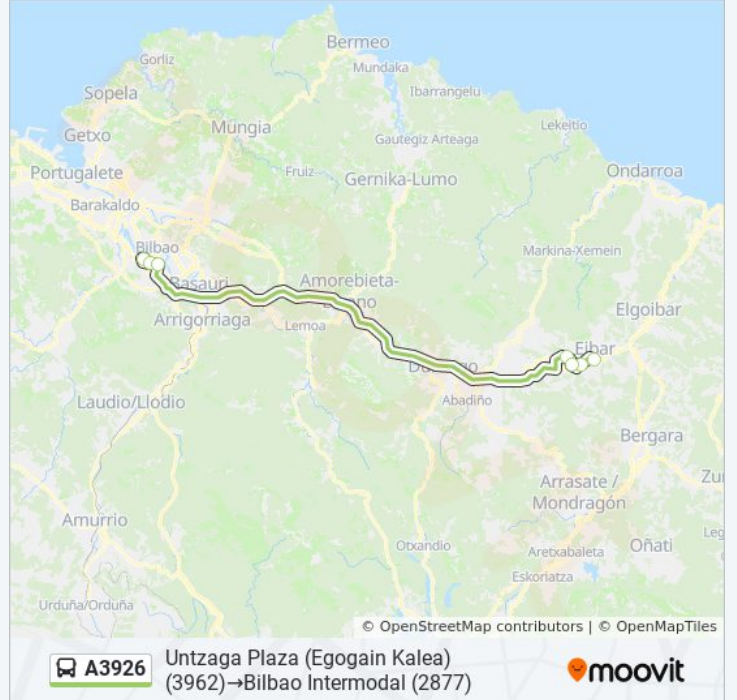 Bermeo
Gorliz
Mundaka
Sopela
Ibarrangelu
Getxo
Mungia
Lekeitio
Gautegiz Arteaga
Portugalete
Fruiz
Gernika-Lumo
Ondarroa
Barakaldo
Bilbao
Markina-Xemein
Basauri
Amorebieta-
Elgoibar
Arrigorriaga
Lemoa
Eibar
Abadiño
Laudio/Llodio
Bergara
Arrasate /
Mondragón
Amurrio
Otxandio
Oñati
Aretxabaleta
Eskoriatza
Urduña/Orduña
© OpenStreetMap contributors | © OpenMapTiles
A3926
Untzaga Plaza (Egogain Kalea)
(3962)→Bilbao Intermodal (2877)
moovit